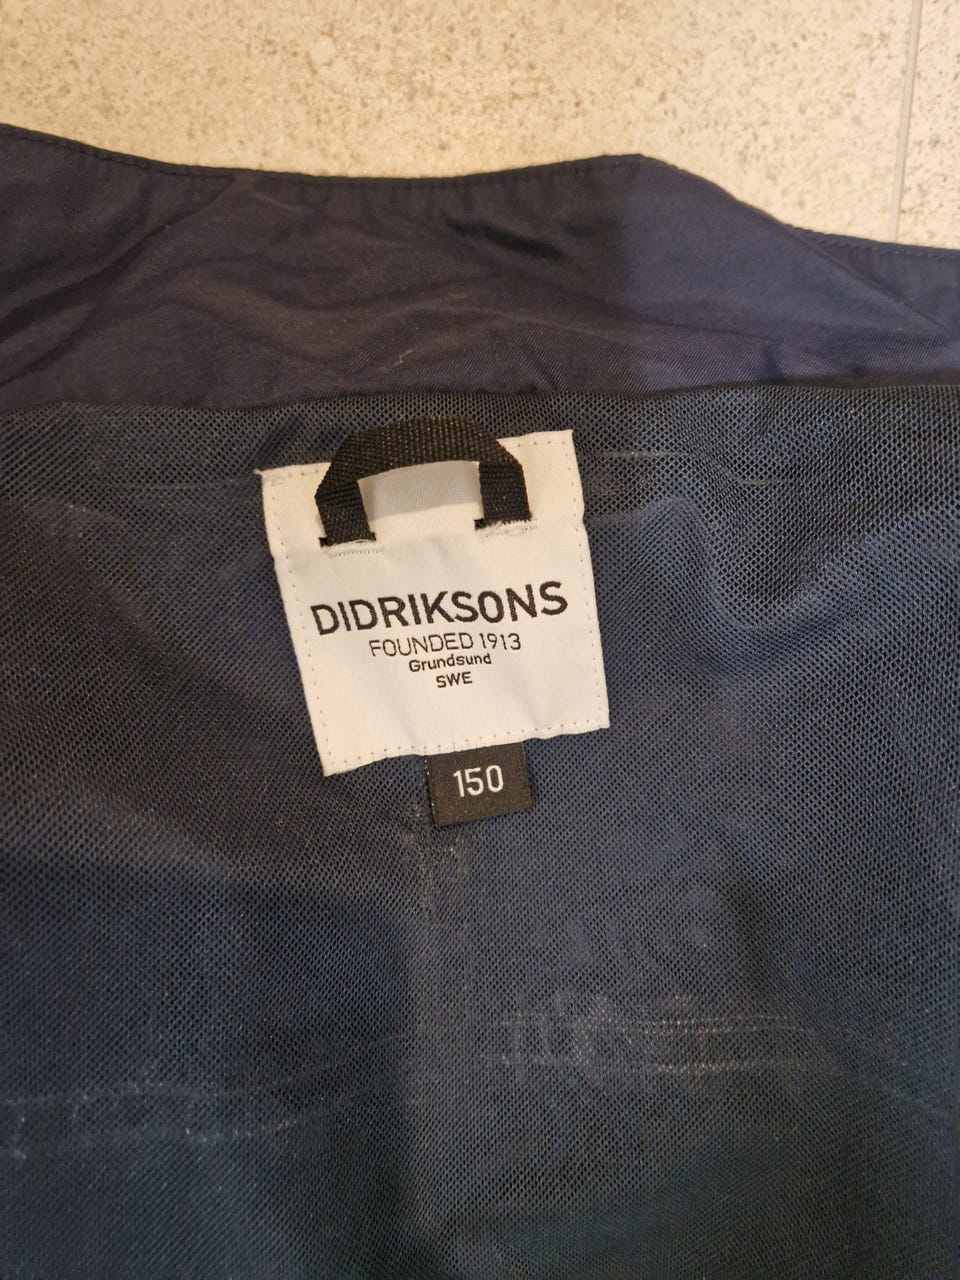 DIDRIKSONS
FOUNDED 1913
Grundsund
SWE
150